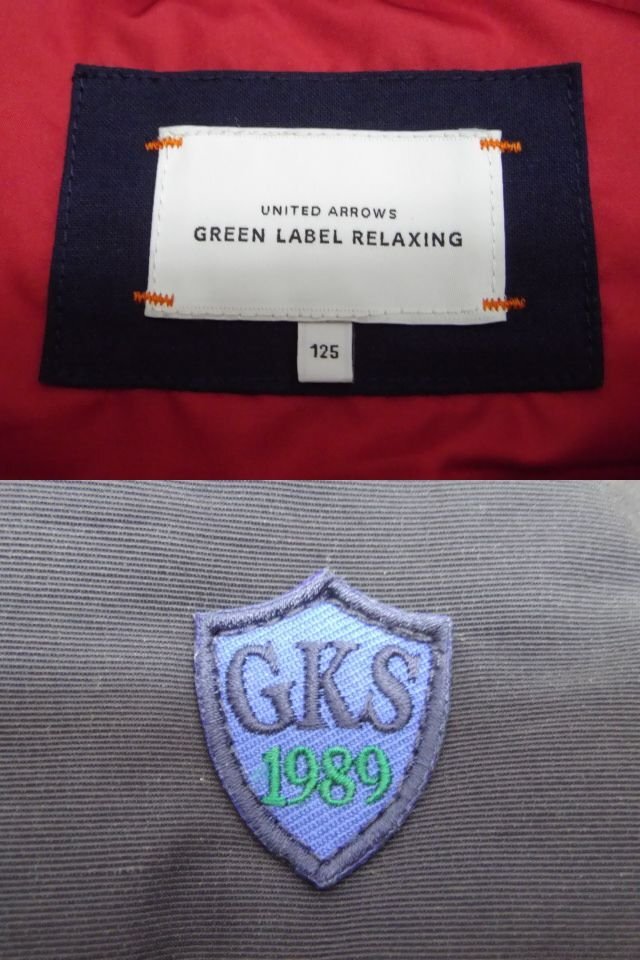 UNITED ARROWS
GREEN LABEL RELAXING
125
GKS
1989